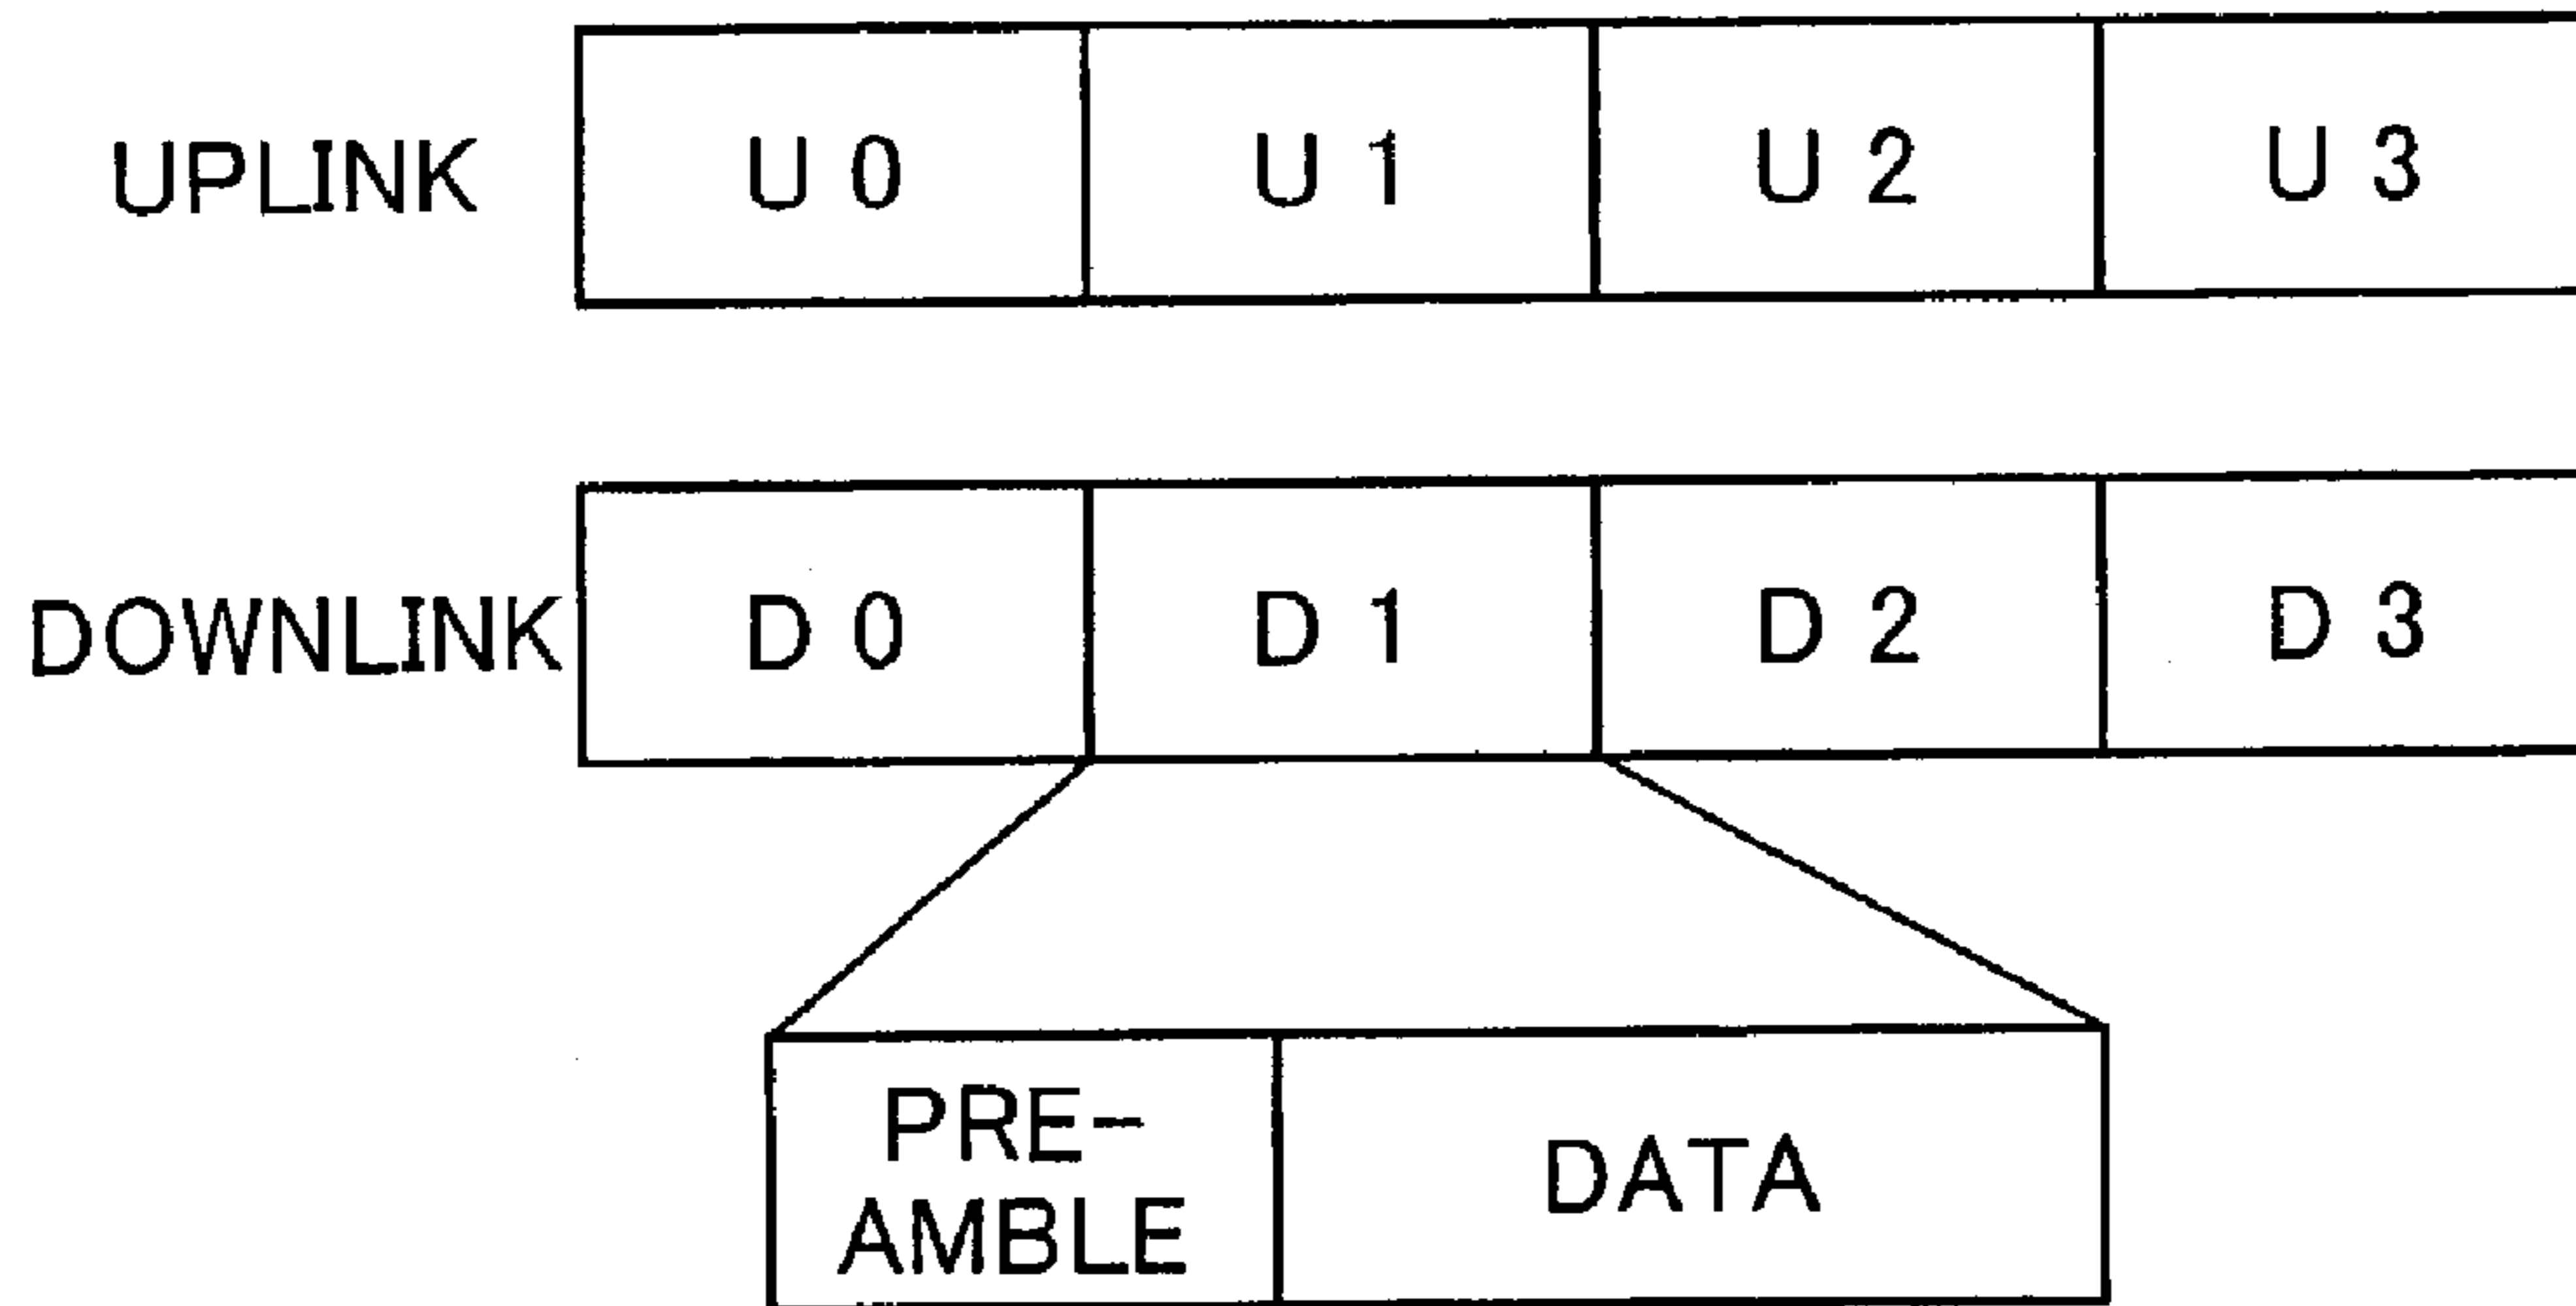 UPLINK U 0 U 1 U 2 U 3
DOWNLINK D 0 D 1 D 2 D 3
PRE-
AMBLE
DATA